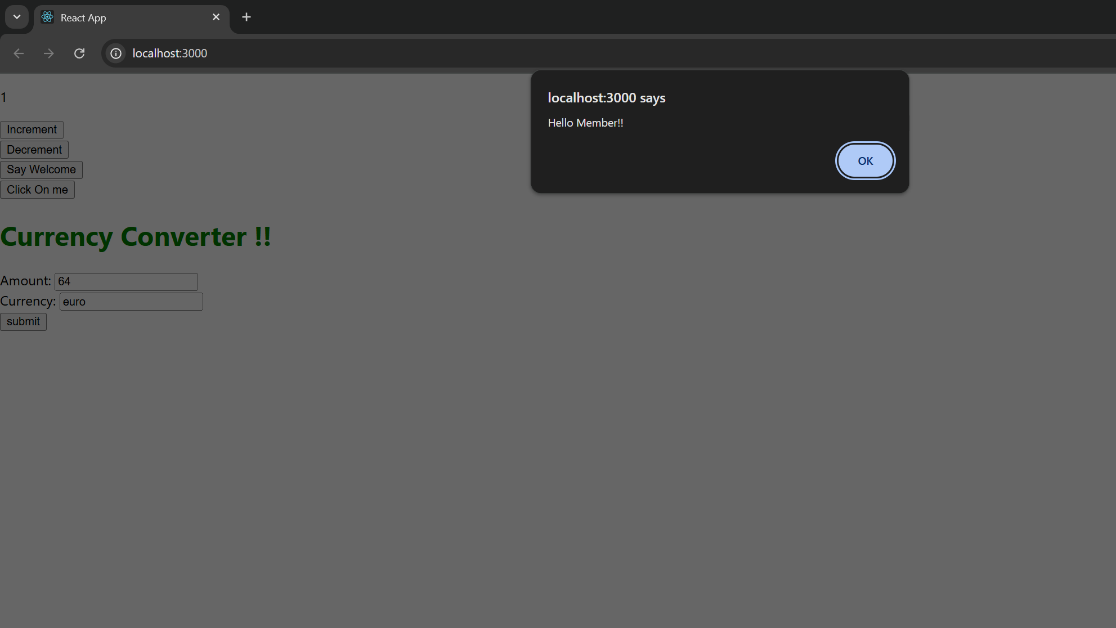 React App
localhost:3000
localhost:3000 says
Hello Member!!
OK
1
Increment
Decrement
Say Welcome
Click On me
Currency Converter !!
Amount: 64
Currency: euro
submit